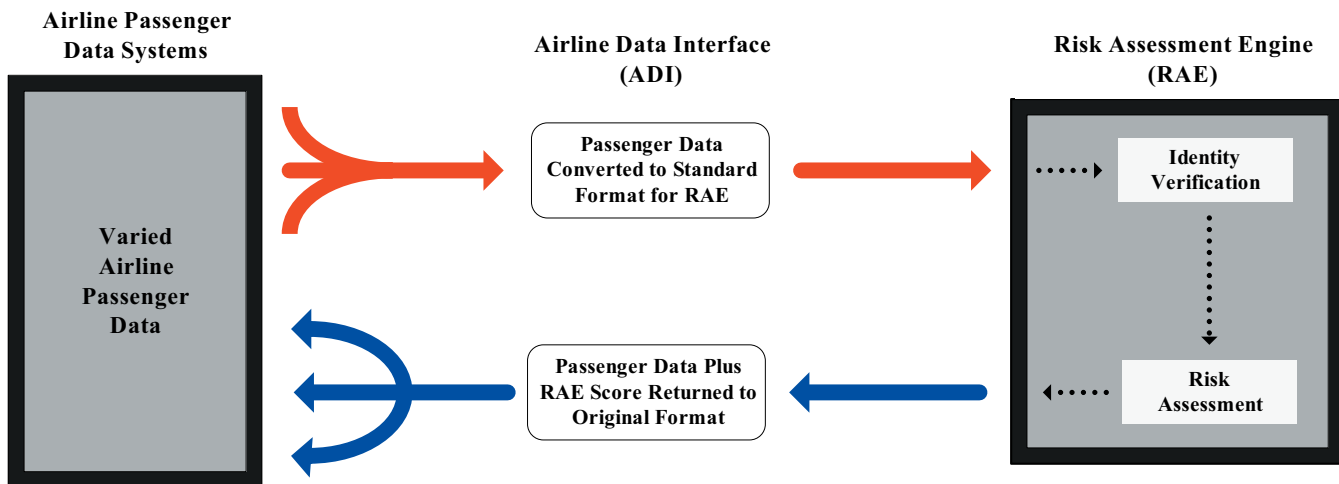 Airline Passenger
Data Systems
Varied
Airline
Passenger
Data
Airline Data Interface
(ADI)
Passenger Data
Converted to Standard
Format for RAE
Passenger Data Plus
RAE Score Returned to
Original Format
Risk Assessment Engine
(RAE)
Identity
Verification
Risk
Assessment